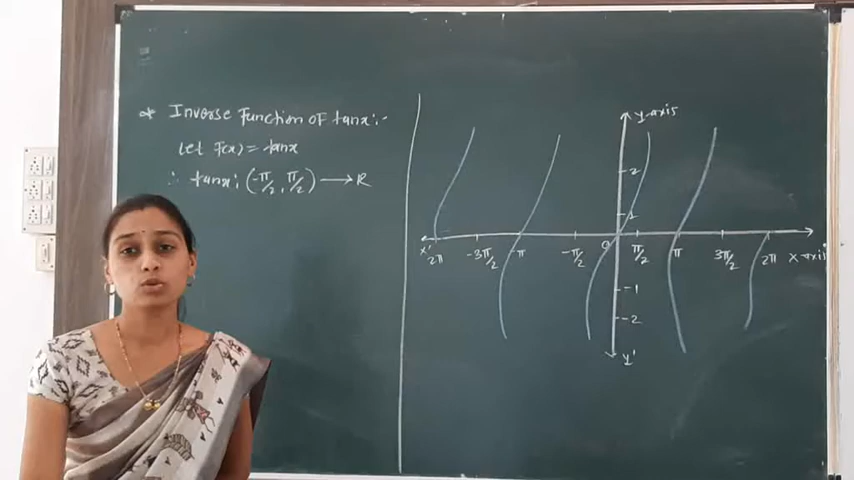 * Inverse Function of tanx :-
Let F(x) = tanx
∴ tanx : (-π/2, π/2) → R
y-axis
2
1
x' 2π -3π/2 -π -π/2 0 π/2 π 3π/2 2π x-axis
-1
-2
y'